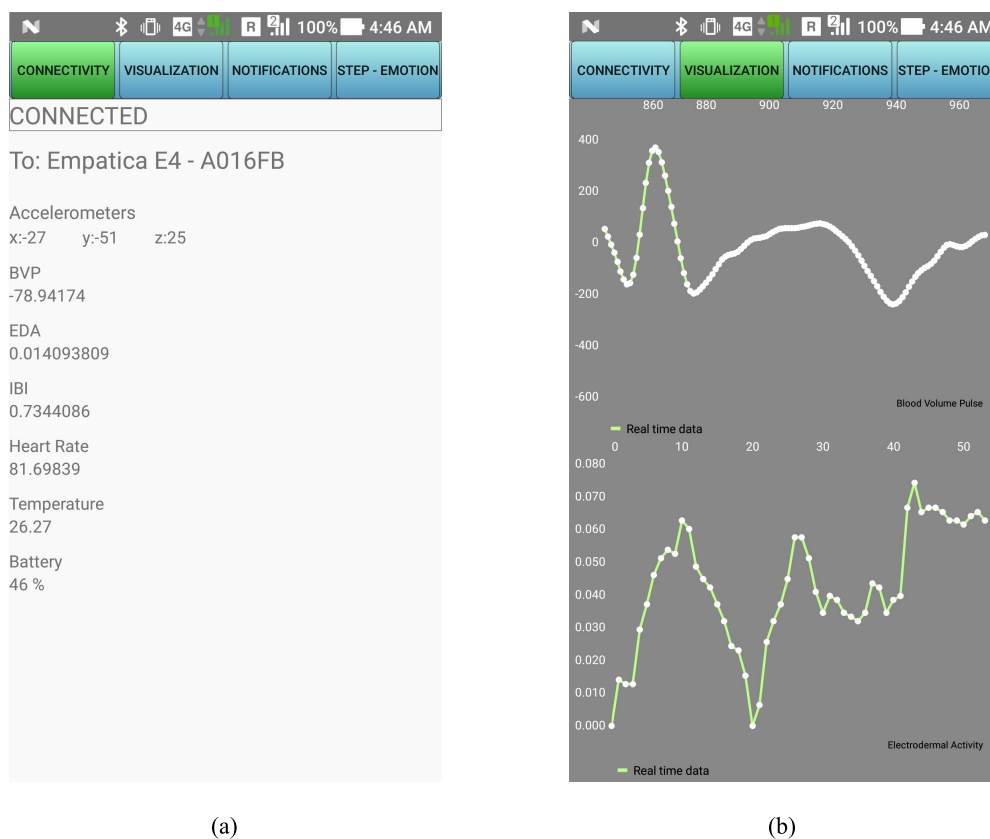 4G 1 R 2 100% 4:46 AM
CONNECTIVITY VISUALIZATION NOTIFICATIONS STEP - EMOTION
CONNECTED
To: Empatica E4 - A016FB
Accelerometers
x:-27 y:-51 z:25
BVP
-78.94174
EDA
0.014093809
IBI
0.7344086
Heart Rate
81.69839
Temperature
26.27
Battery
46 %
(a)
4G 1 R 2 100% 4:46 AM
CONNECTIVITY VISUALIZATION NOTIFICATIONS STEP - EMOTIO
860 880 900 920 940 960
400
200
0
-200
-400
-600
Blood Volume Pulse
Real time data
0 10 20 30 40 50
0.080
0.070
0.060
0.050
0.040
0.030
0.020
0.010
0.000
Electrodermal Activity
Real time data
(b)